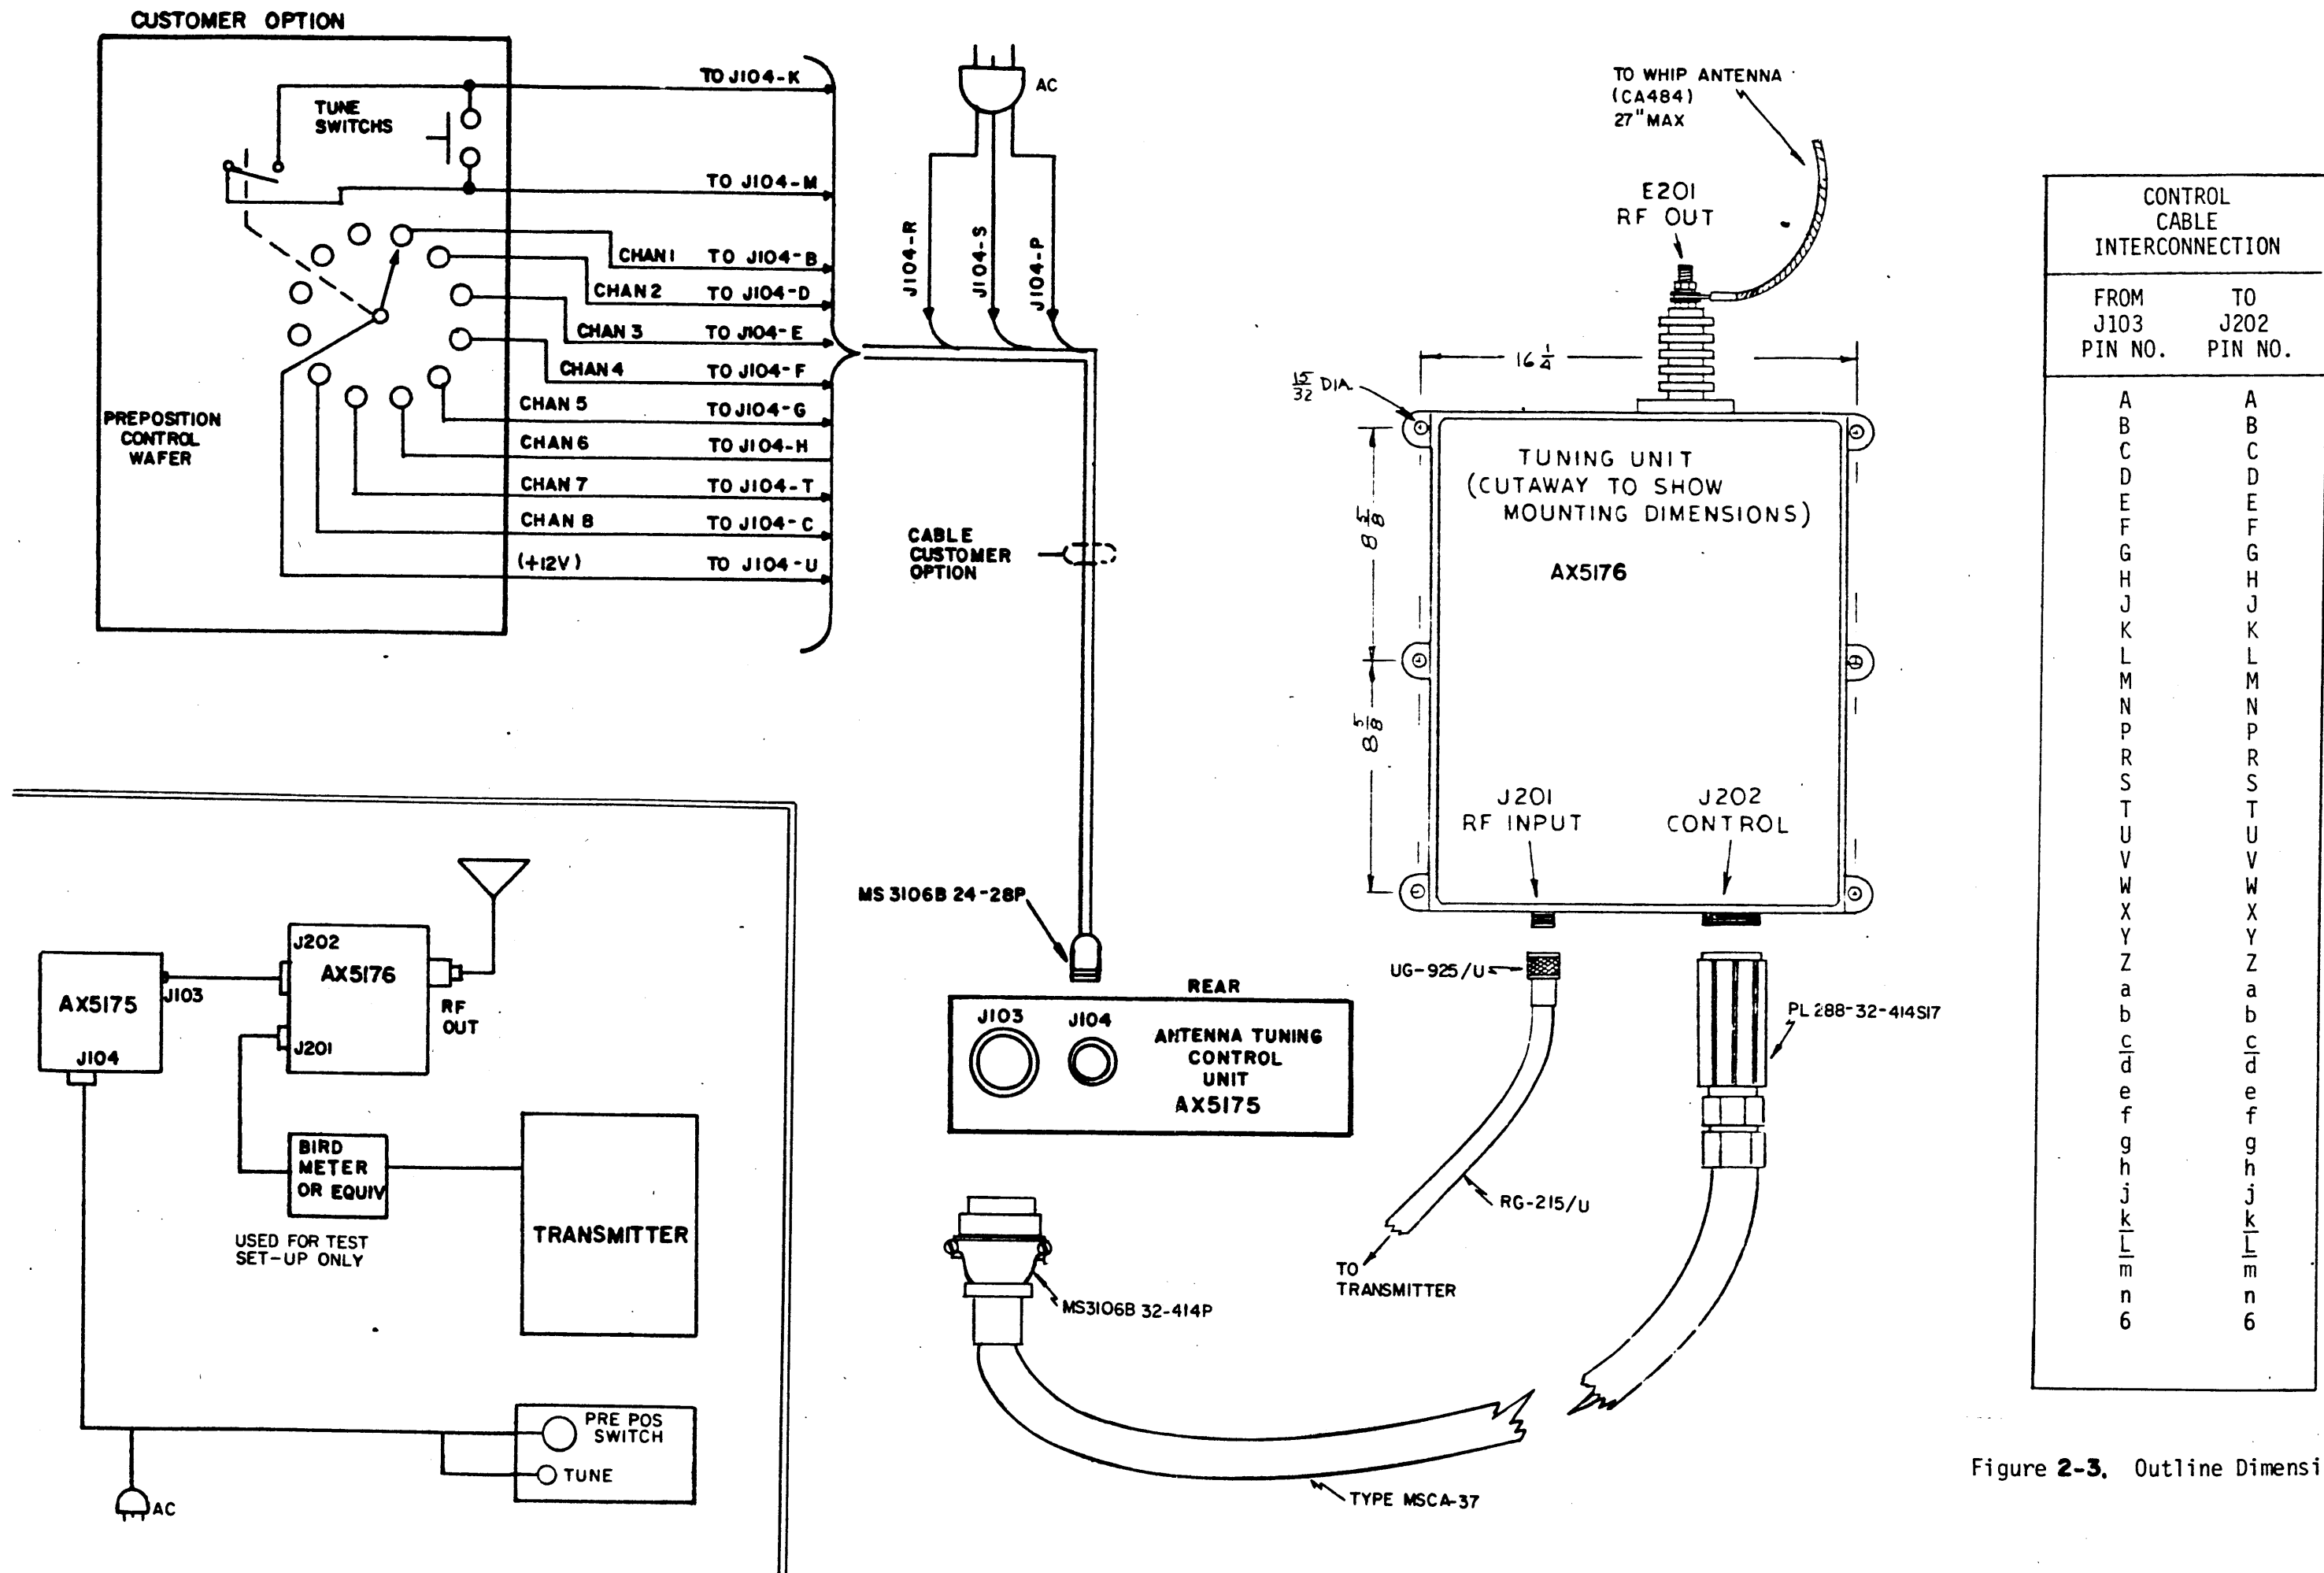 CUSTOMER OPTION
TO J104-K
TUNE
SWITCHS
TO J104-M
CHAN 1 TO J104-B
CHAN 2 TO J104-D
CHAN 3 TO J104-E
CHAN 4 TO J104-F
CHAN 5 TO J104-G
CHAN 6 TO J104-H
CHAN 7 TO J104-T
CHAN 8 TO J104-C
(+12V) TO J104-U
PREPOSITION
CONTROL
WAFER
AC
J104-R
J104-S
J104-P
CABLE
CUSTOMER
OPTION
MS 3106B 24-28P
REAR
J103
J104
ANTENNA TUNING
CONTROL
UNIT
AX5175
MS3106B 32-414P
TYPE MSCA-37
TO WHIP ANTENNA
(CA484)
27" MAX
E201
RF OUT
16 1/4
15/32 DIA.
8 5/8
8 5/8
TUNING UNIT
(CUTAWAY TO SHOW
MOUNTING DIMENSIONS)
AX5176
J201
RF INPUT
J202
CONTROL
UG-925/U
PL 288-32-414S17
RG-215/U
TO
TRANSMITTER
AX5175
J103
J104
J202
AX5176
J201
RF
OUT
BIRD
METER
OR EQUIV
USED FOR TEST
SET-UP ONLY
TRANSMITTER
PRE POS
SWITCH
TUNE
AC
CONTROL
CABLE
INTERCONNECTION
FROM TO
J103 J202
PIN NO. PIN NO.
A A
B B
C C
D D
E E
F F
G G
H H
J J
K K
L L
M M
N N
P P
R R
S S
T T
U U
V V
W W
X X
Y Y
Z Z
a a
b b
c c
d d
e e
f f
g g
h h
j j
k k
L L
m m
n n
6 6
Figure 2-3. Outline Dimensi